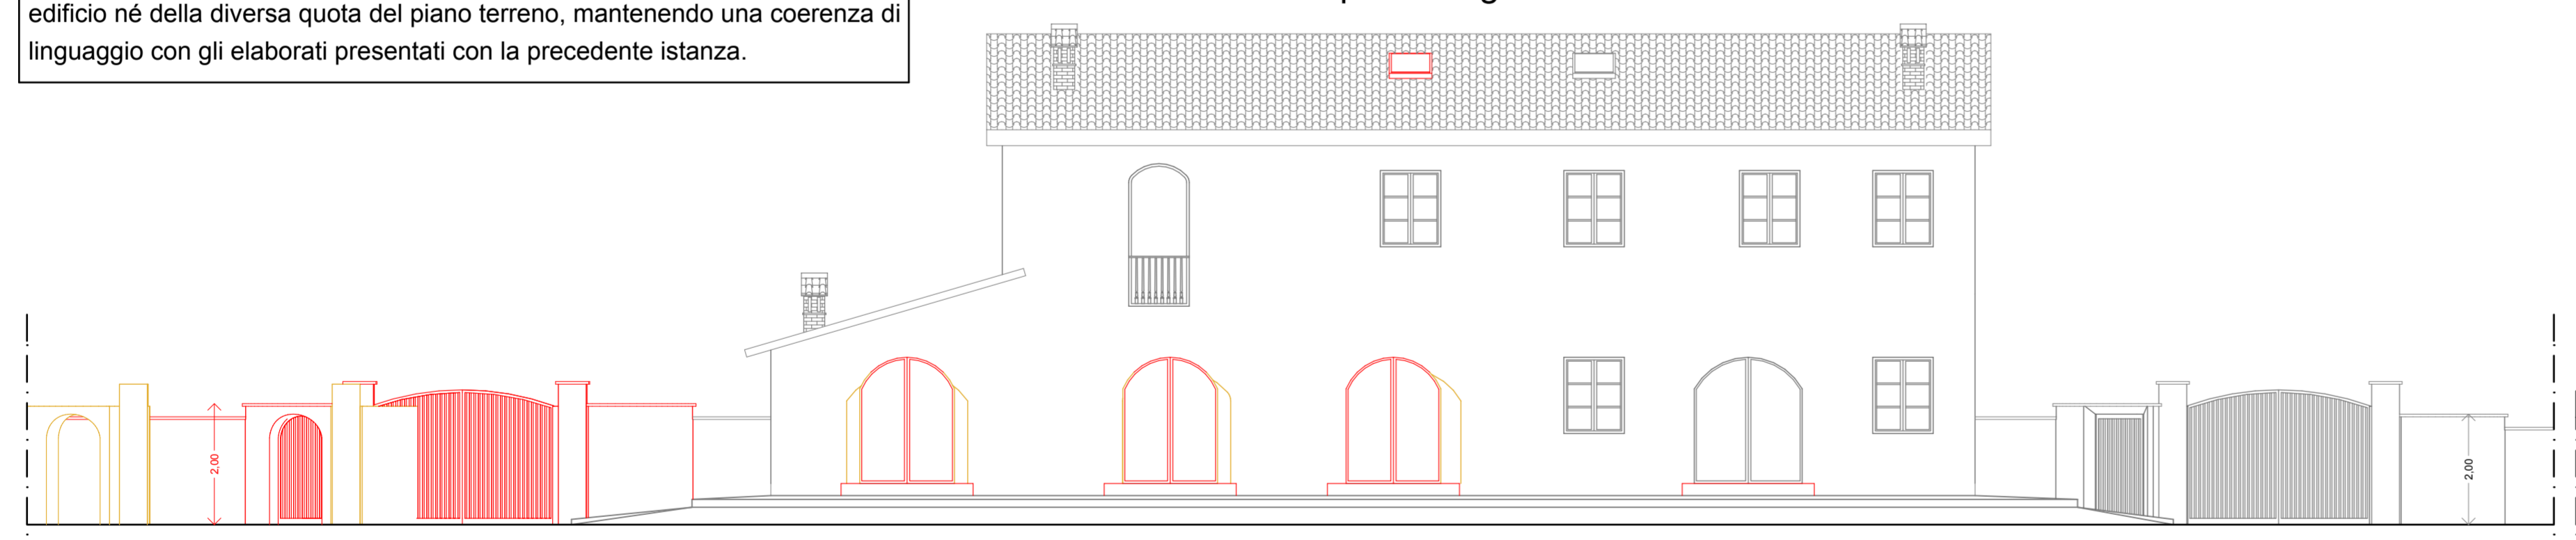 edificio né della diversa quota del piano terreno, mantenendo una coerenza di
linguaggio con gli elaborati presentati con la precedente istanza.
2,00
2,00